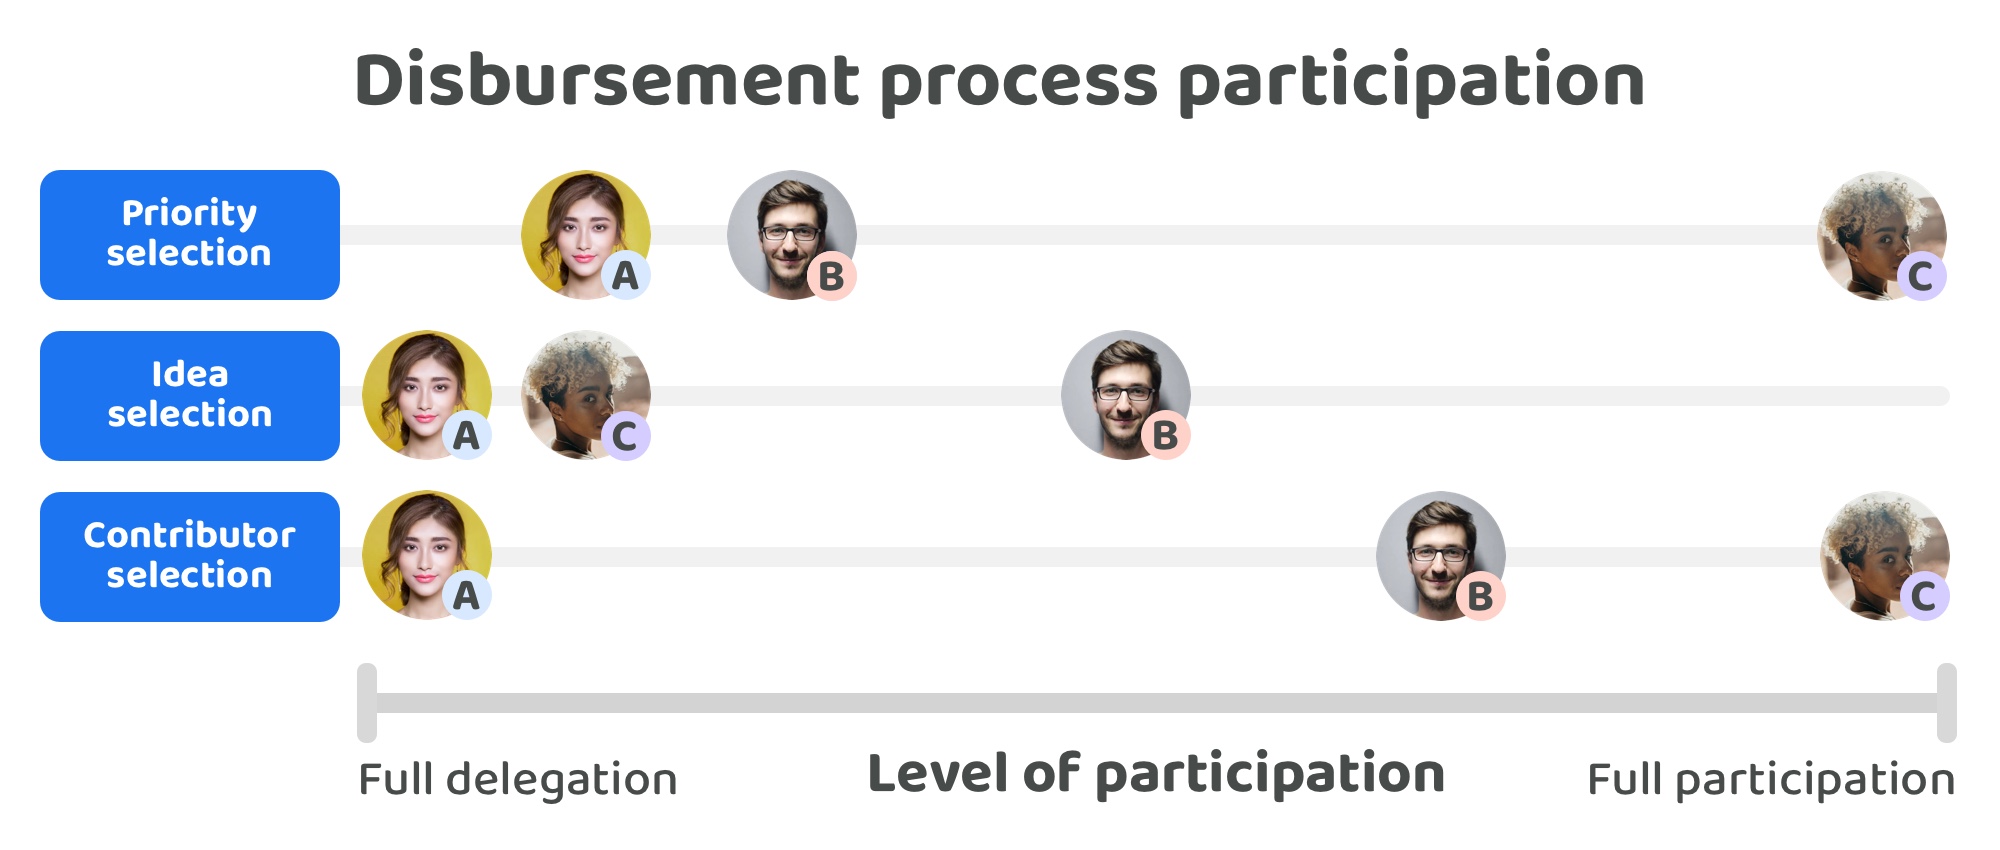 Disbursement process participation
Priority
selection
A
B
C
Idea
selection
A
C
B
Contributor
selection
A
B
C
Full delegation
Level of participation
Full participation